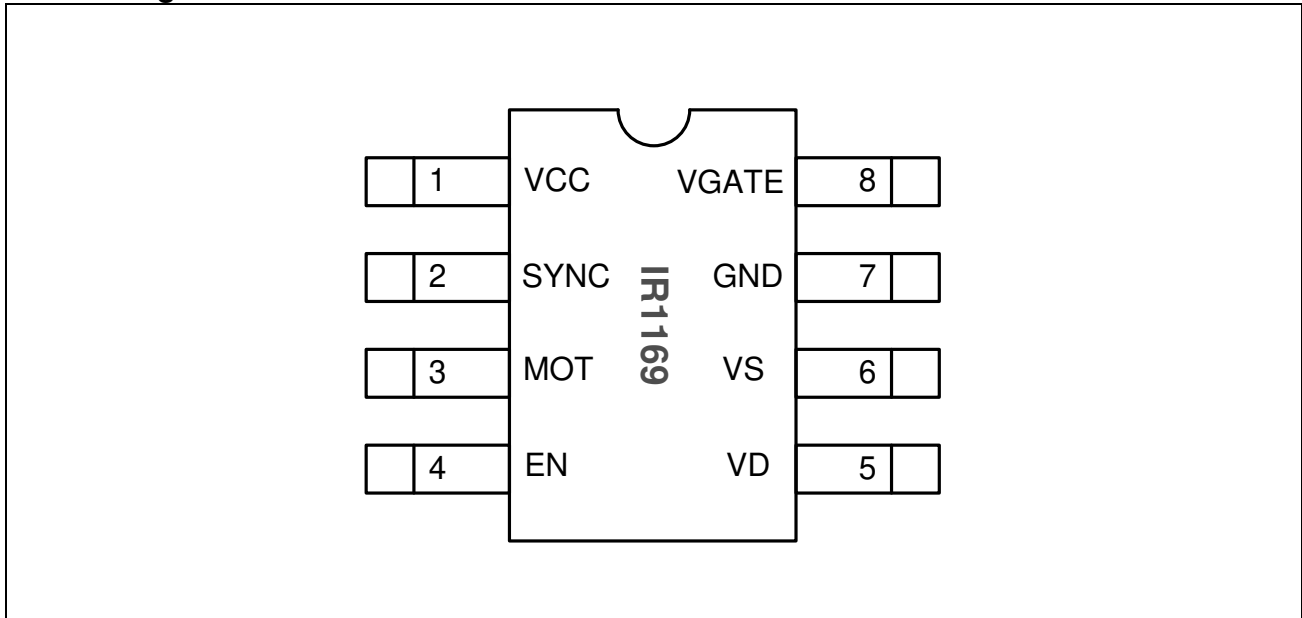 1 VCC VGATE 8
2 SYNC GND 7
IR1169
3 MOT VS 6
4 EN VD 5